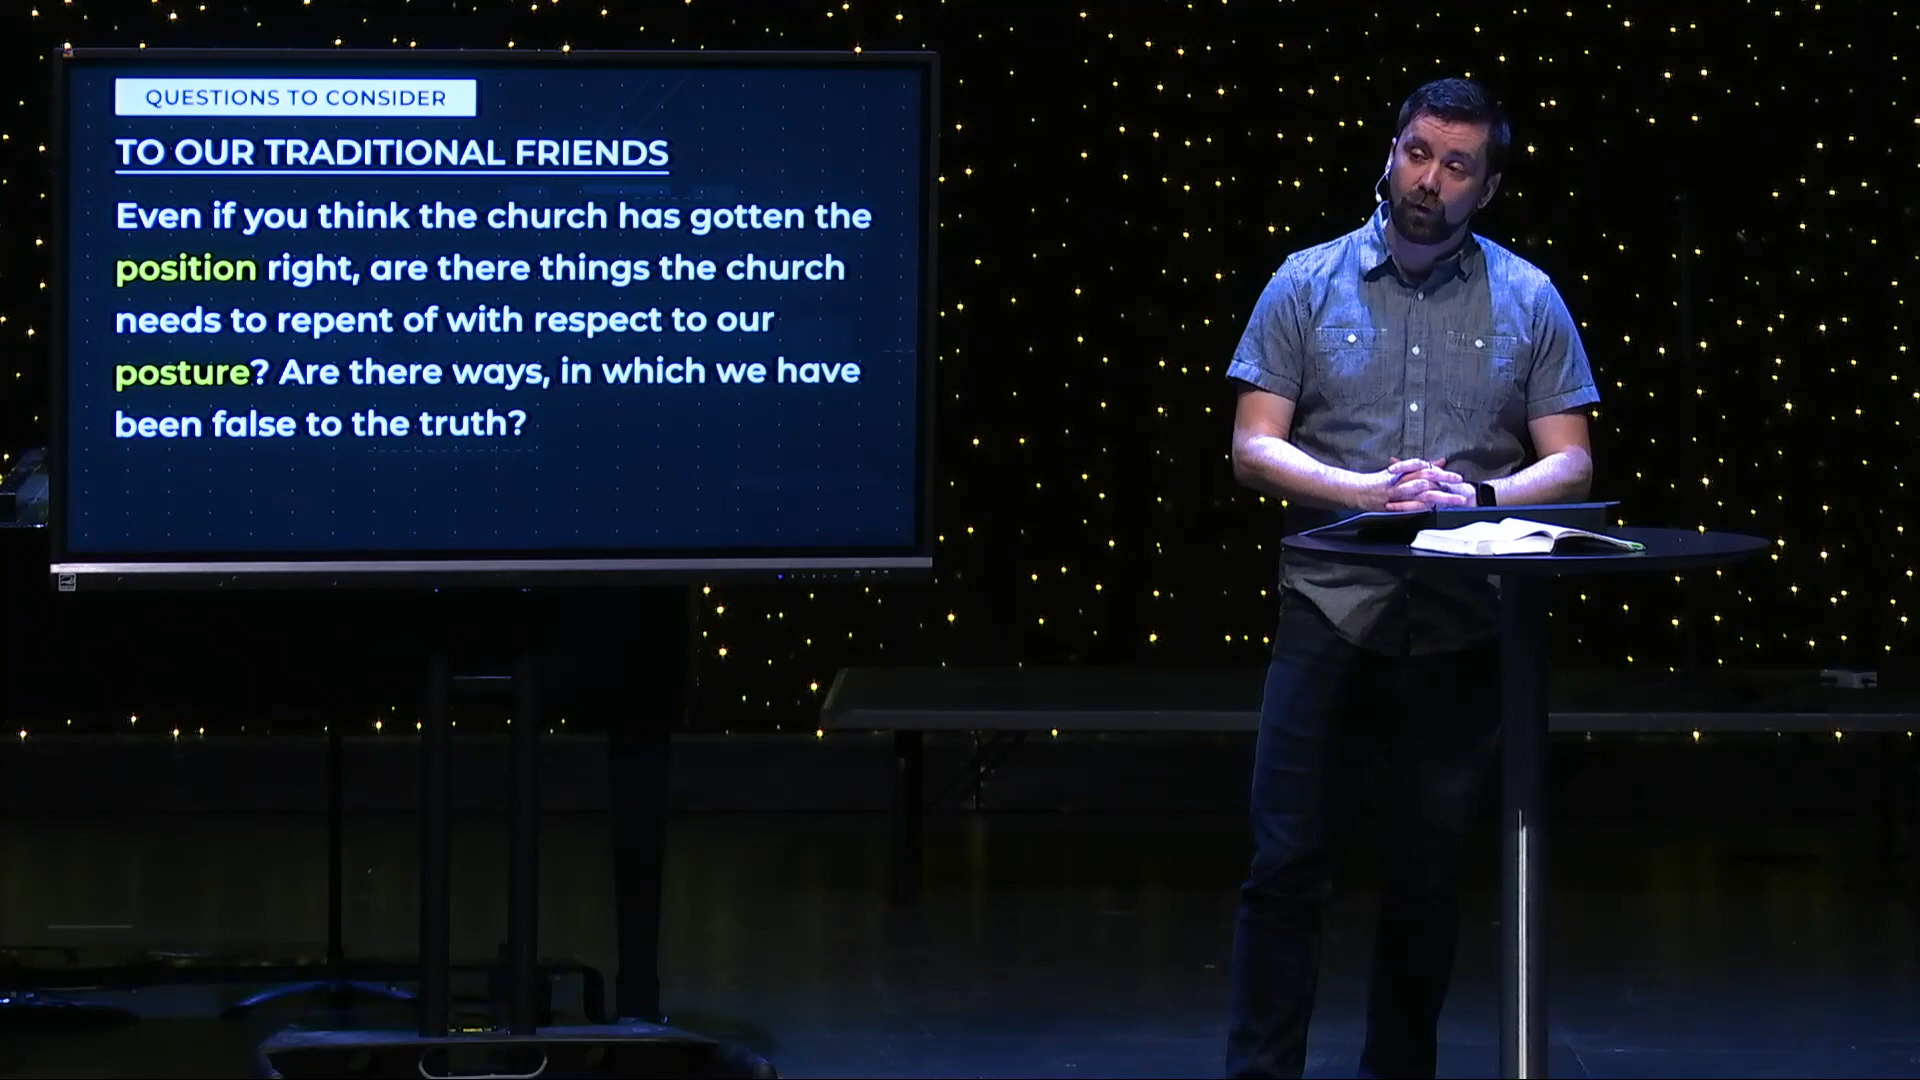 QUESTIONS TO CONSIDER
TO OUR TRADITIONAL FRIENDS
Even if you think the church has gotten the
position right, are there things the church
needs to repent of with respect to our
posture? Are there ways, in which we have
been false to the truth?